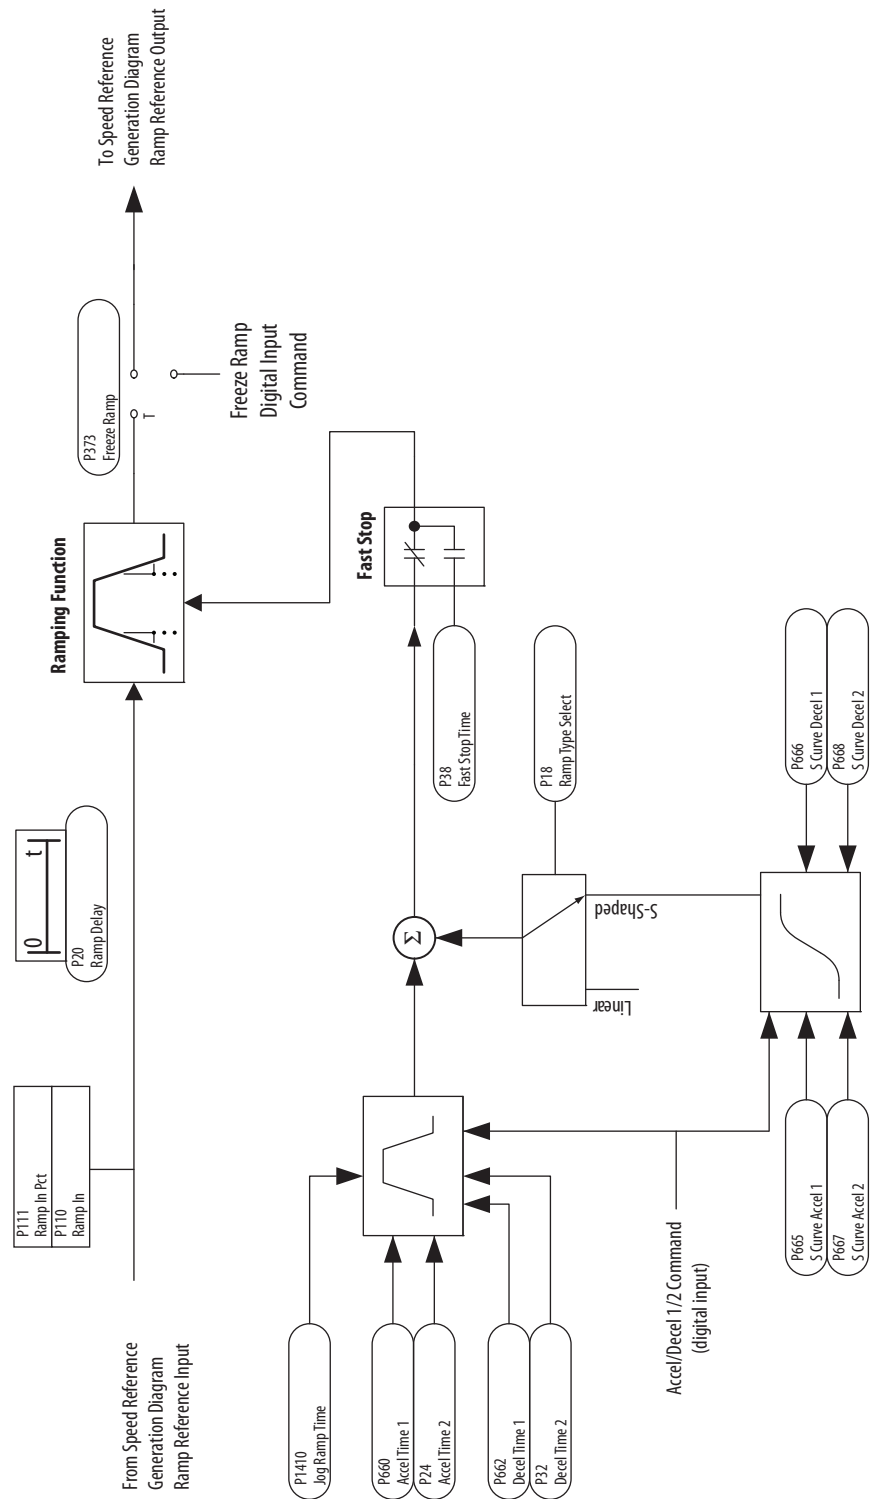 From Speed Reference
Generation Diagram
Ramp Reference Input
P111
Ramp In Pct
P110
Ramp In
0 t
P20
Ramp Delay
Ramping Function
P373
Freeze Ramp
T
Freeze Ramp
Digital Input
Command
To Speed Reference
Generation Diagram
Ramp Reference Output
P1410
Jog Ramp Time
P660
Accel Time 1
P24
Accel Time 2
P662
Decel Time 1
P32
Decel Time 2
Σ
Fast Stop
P38
Fast Stop Time
P18
Ramp Type Select
Linear
S-Shaped
Accel/Decel 1/2 Command
(digital input)
P665
S Curve Accel 1
P667
S Curve Accel 2
P666
S Curve Decel 1
P668
S Curve Decel 2